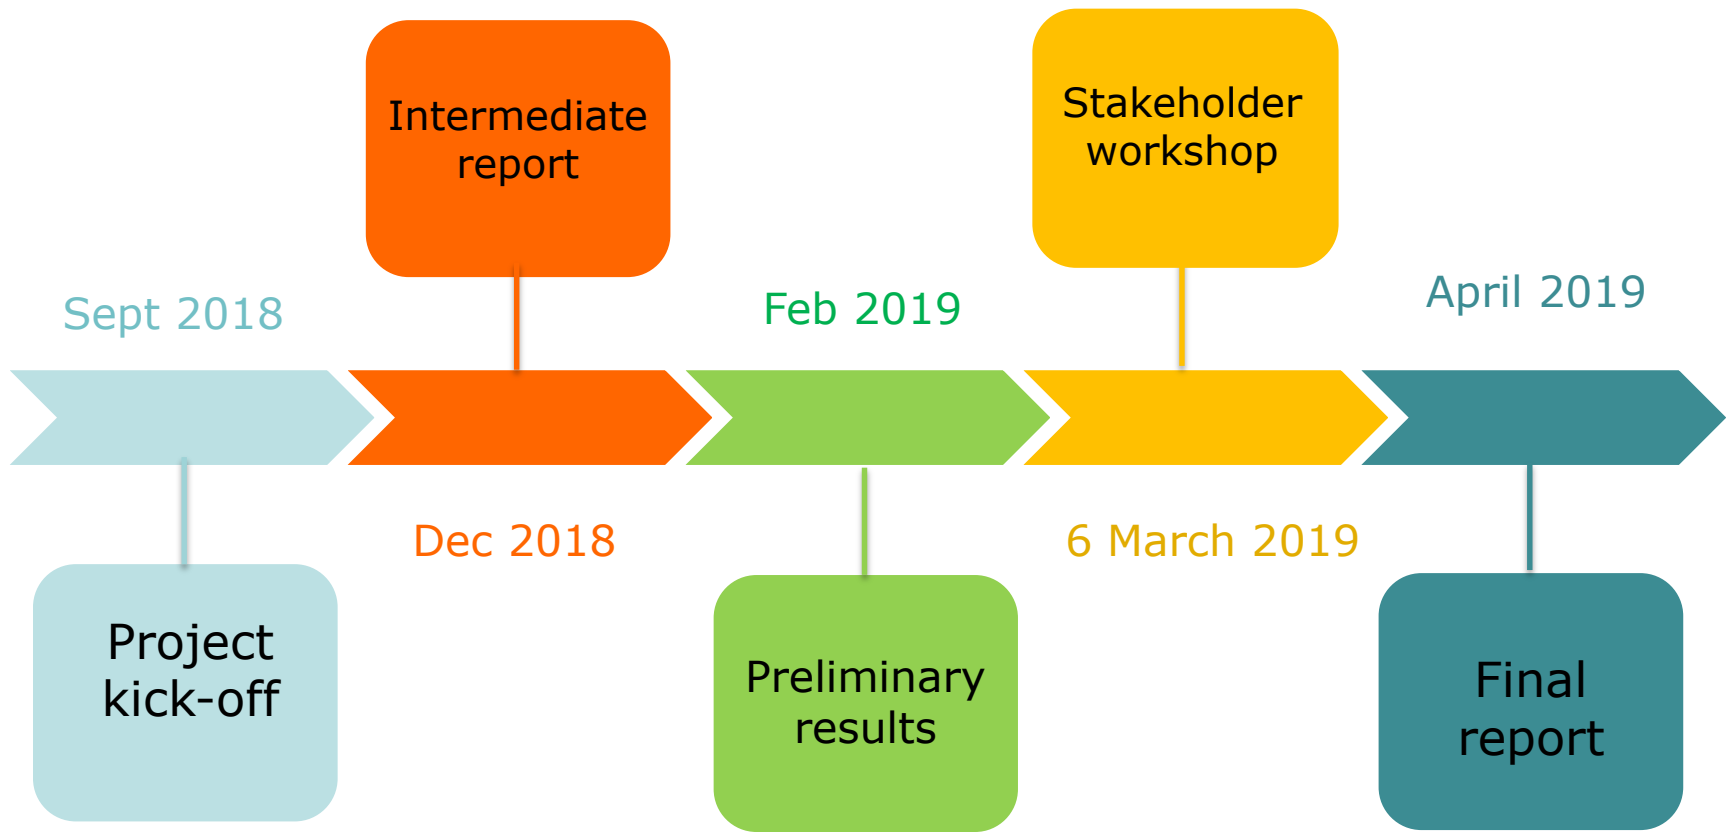 Sept 2018
Project
kick-off
Intermediate
report
Dec 2018
Feb 2019
Preliminary
results
Stakeholder
workshop
6 March 2019
April 2019
Final
report